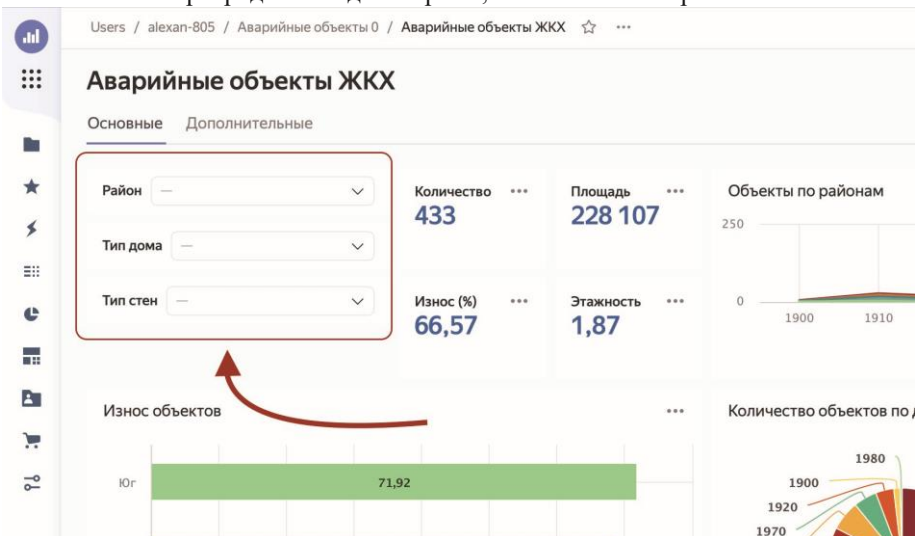 Users / alexan-805 / Аварийные объекты 0 / Аварийные объекты ЖКХ
Аварийные объекты ЖКХ
Основные Дополнительные
Район —
Тип дома —
Тип стен —
Количество
433
Площадь
228 107
Износ (%)
66,57
Этажность
1,87
Объекты по районам
250
0
1900 1910
Износ объектов
Юг 71,92
Количество объектов по
1980
1900
1920
1970